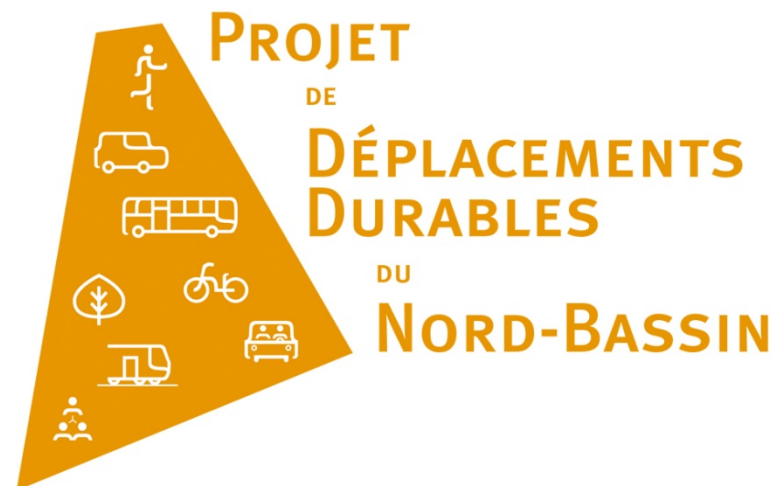 PROJET
DE
DÉPLACEMENTS
DURABLES
DU
NORD-BASSIN